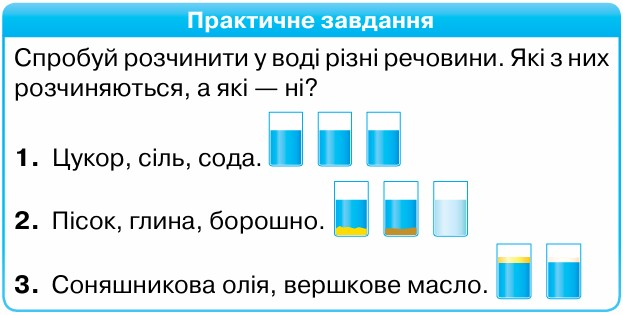 Практичне завдання
Спробуй розчинити у воді різні речовини. Які з них
розчиняються, а які — ні?
1. Цукор, сіль, сода.
2. Пісок, глина, борошно.
3. Соняшникова олія, вершкове масло.